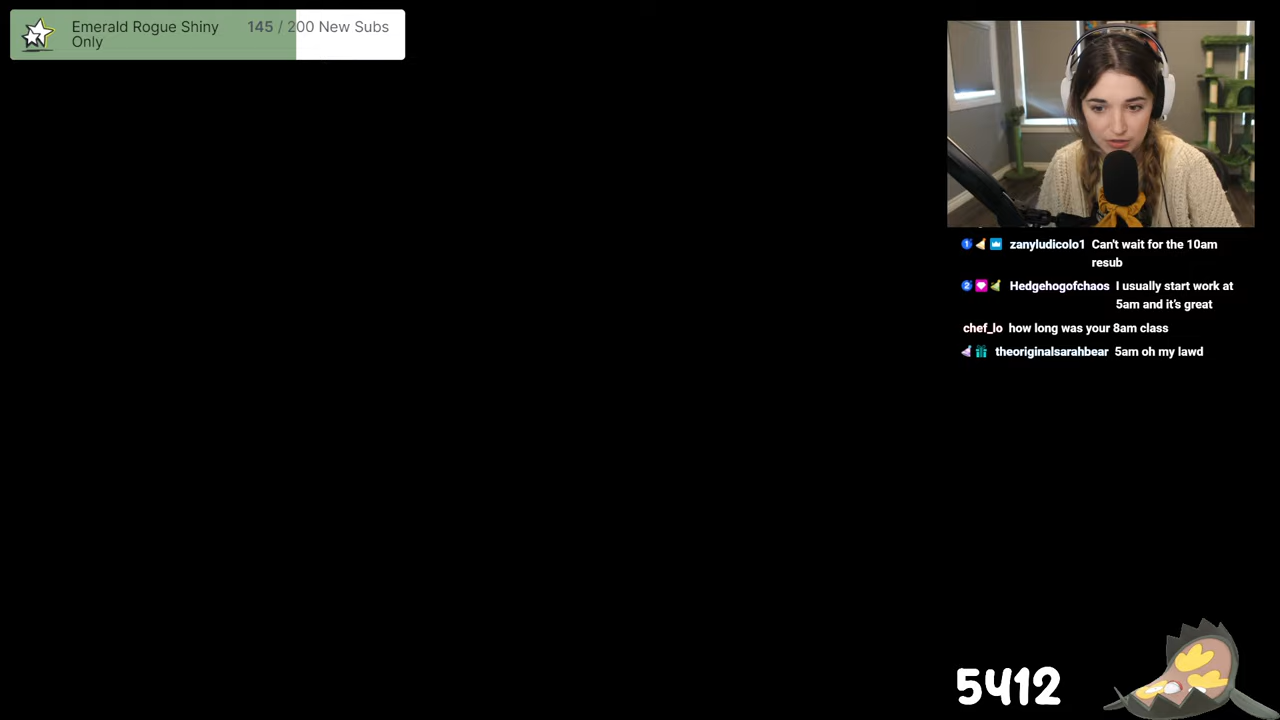 Emerald Rogue Shiny Only
145 / 200 New Subs
zanyludicolo1 Can't wait for the 10am
resub
Hedgehogofchaos I usually start work at
5am and it's great
chef_lo how long was your 8am class
theoriginalsarahbear 5am oh my lawd
5412